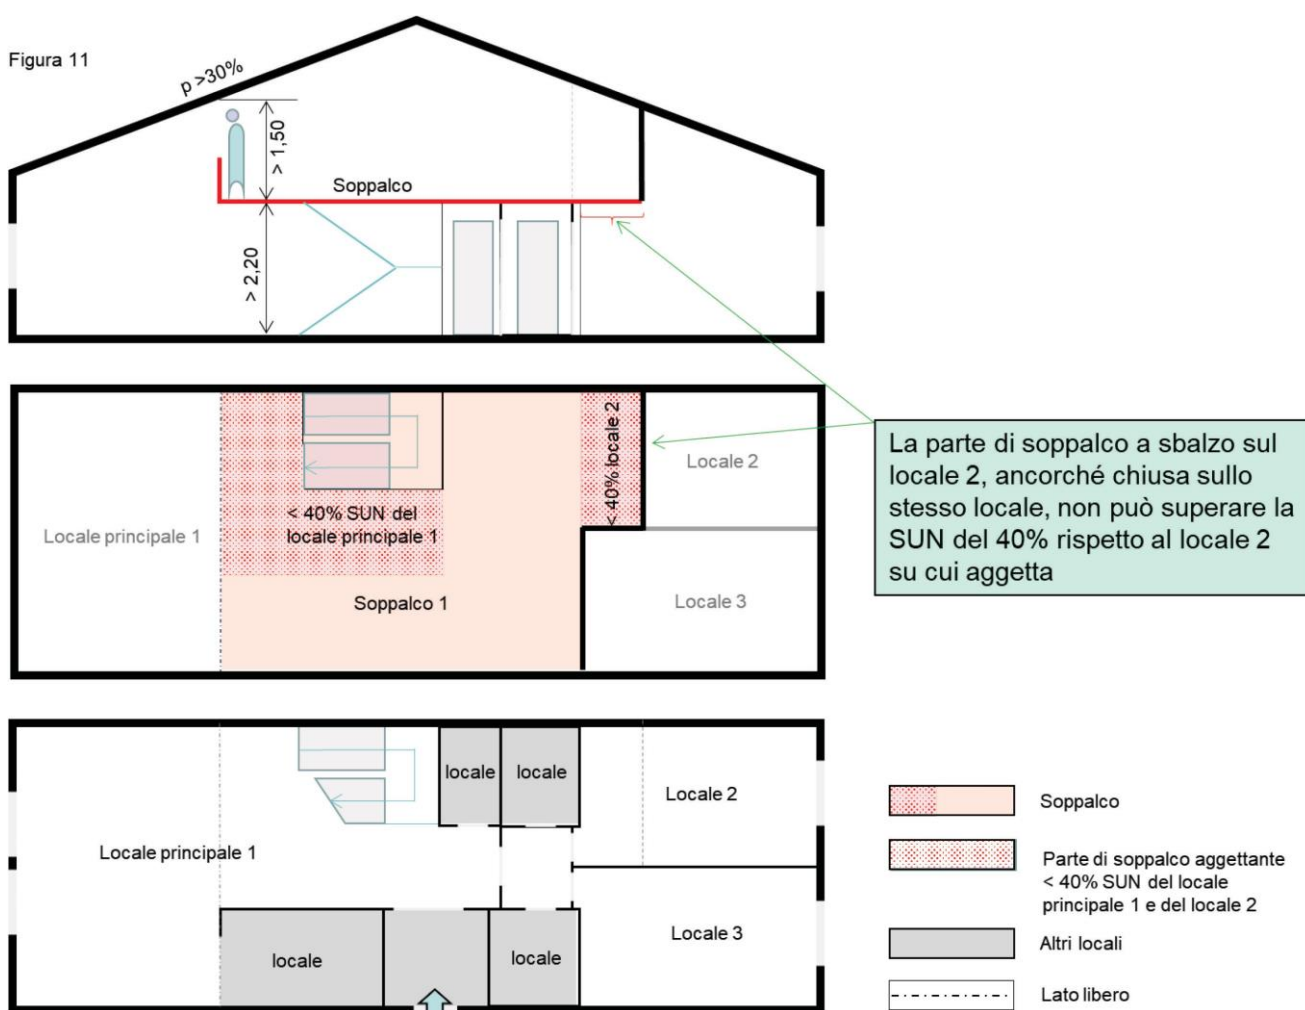 Figura 11
p >30%
> 1,50
Soppalco
> 2,20
Locale principale 1
< 40% SUN del
locale principale 1
Soppalco 1
< 40% locale 2
Locale 2
Locale 3
La parte di soppalco a sbalzo sul
locale 2, ancorché chiusa sullo
stesso locale, non può superare la
SUN del 40% rispetto al locale 2
su cui aggetta
locale
locale
Locale 2
Locale principale 1
Locale 3
locale
locale
Soppalco
Parte di soppalco aggettante
< 40% SUN del locale
principale 1 e del locale 2
Altri locali
Lato libero